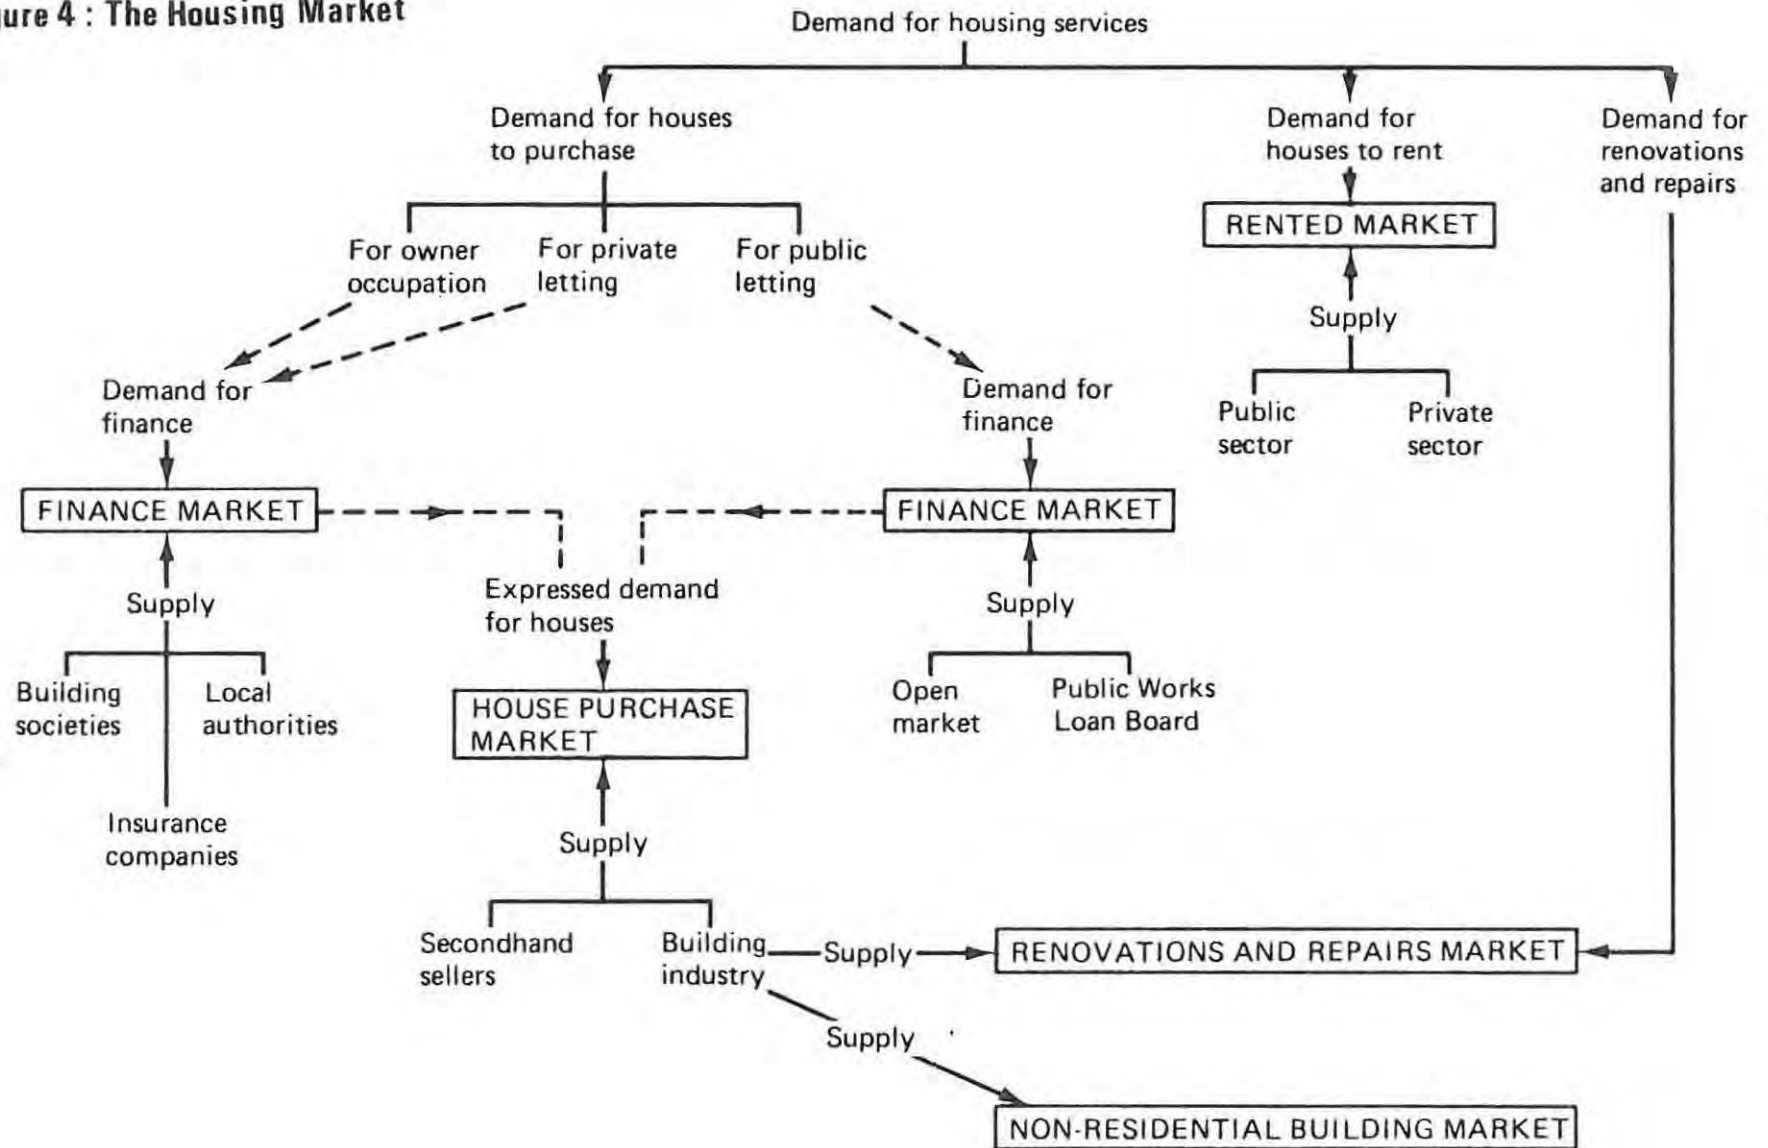 ure 4 : The Housing Market
Demand for housing services
Demand for houses
to purchase
Demand for
houses to rent
Demand for
renovations
and repairs
RENTED MARKET
For owner
occupation
For private
letting
For public
letting
Supply
Public
sector
Private
sector
Demand for
finance
Demand for
finance
FINANCE MARKET
FINANCE MARKET
Expressed demand
for houses
Supply
Supply
Building
societies
Local
authorities
Insurance
companies
HOUSE PURCHASE
MARKET
Open
market
Public Works
Loan Board
Supply
Secondhand
sellers
Building
industry
Supply
RENOVATIONS AND REPAIRS MARKET
Supply
NON-RESIDENTIAL BUILDING MARKET